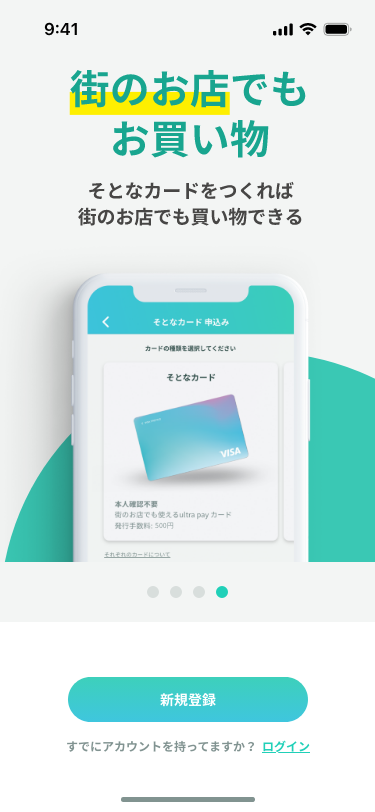 9:41
街のお店でも
お買い物
そとなカードをつくれば
街のお店でも買い物できる
そとなカード 申込み
カードの種類を選択してください
そとなカード
VISA
本人確認不要
街のお店でも使えるultra pay カード
発行手数料: 500円
それぞれのカードについて
新規登録
すでにアカウントを持ってますか？ ログイン